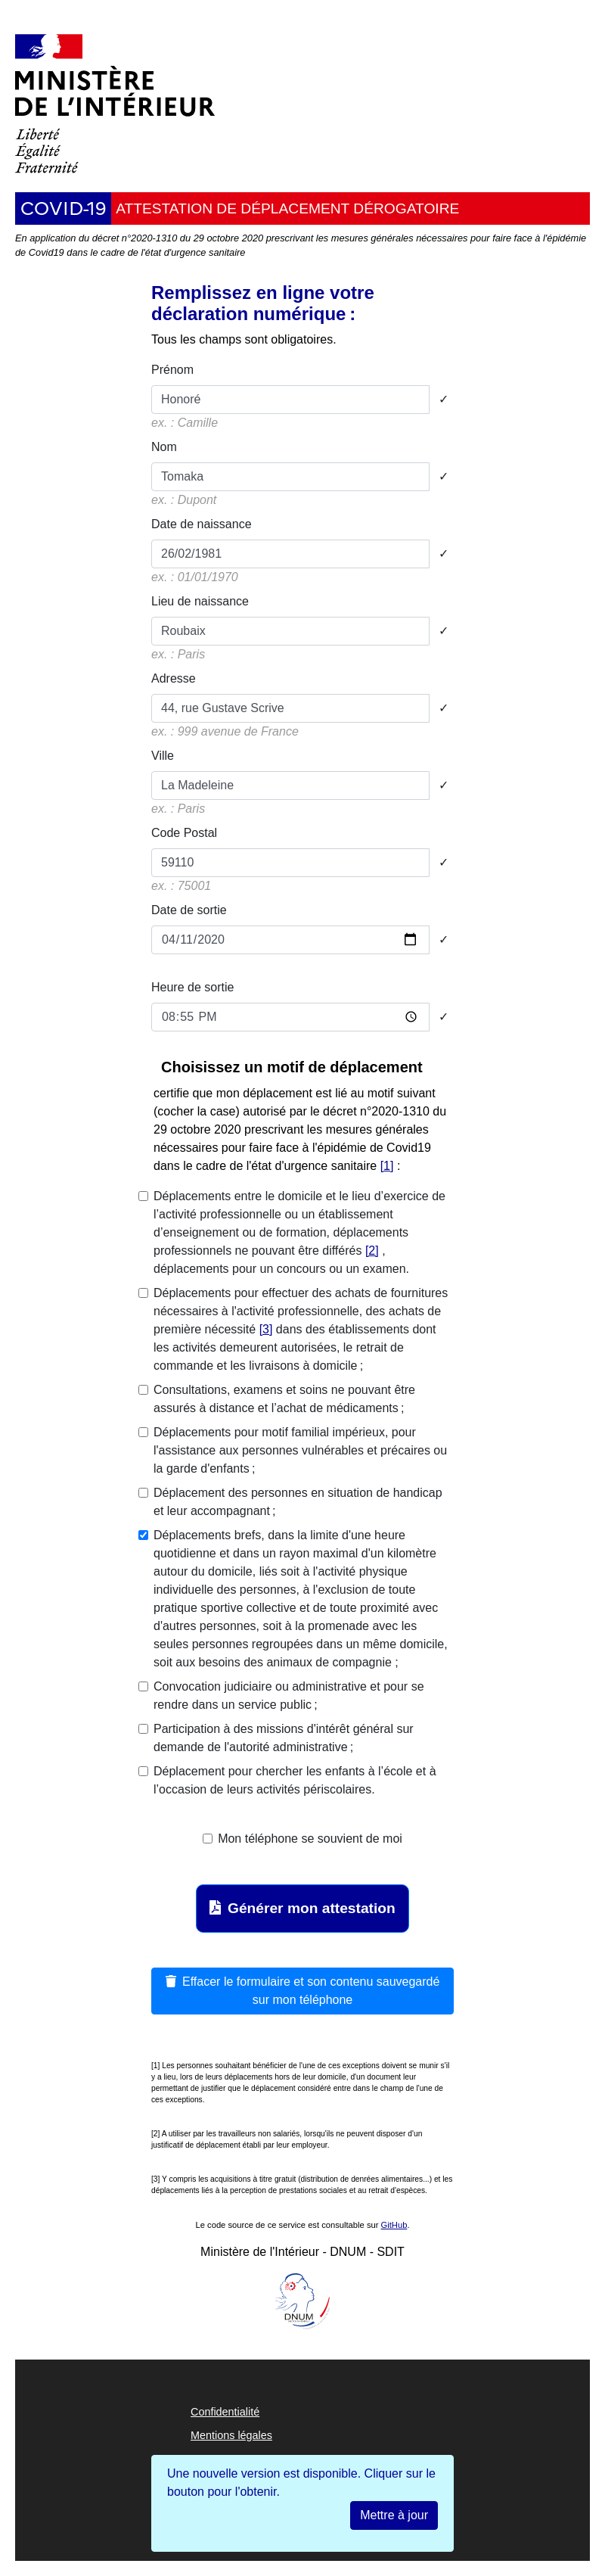 MINISTÈRE
DE L'INTÉRIEUR
Liberté
Égalité
Fraternité
COVID-19 ATTESTATION DE DÉPLACEMENT DÉROGATOIRE
En application du décret n°2020-1310 du 29 octobre 2020 prescrivant les mesures générales nécessaires pour faire face à l'épidémie
de Covid19 dans le cadre de l'état d'urgence sanitaire
Remplissez en ligne votre
déclaration numérique :
Tous les champs sont obligatoires.
Prénom
Honoré ✓
ex. : Camille
Nom
Tomaka ✓
ex. : Dupont
Date de naissance
26/02/1981 ✓
ex. : 01/01/1970
Lieu de naissance
Roubaix ✓
ex. : Paris
Adresse
44, rue Gustave Scrive ✓
ex. : 999 avenue de France
Ville
La Madeleine ✓
ex. : Paris
Code Postal
59110 ✓
ex. : 75001
Date de sortie
04/11/2020 ✓
Heure de sortie
08:55 PM ✓
Choisissez un motif de déplacement
certifie que mon déplacement est lié au motif suivant
(cocher la case) autorisé par le décret n°2020-1310 du
29 octobre 2020 prescrivant les mesures générales
nécessaires pour faire face à l'épidémie de Covid19
dans le cadre de l'état d'urgence sanitaire [1] :
Déplacements entre le domicile et le lieu d’exercice de
l’activité professionnelle ou un établissement
d’enseignement ou de formation, déplacements
professionnels ne pouvant être différés [2] ,
déplacements pour un concours ou un examen.
Déplacements pour effectuer des achats de fournitures
nécessaires à l'activité professionnelle, des achats de
première nécessité [3] dans des établissements dont
les activités demeurent autorisées, le retrait de
commande et les livraisons à domicile ;
Consultations, examens et soins ne pouvant être
assurés à distance et l’achat de médicaments ;
Déplacements pour motif familial impérieux, pour
l'assistance aux personnes vulnérables et précaires ou
la garde d'enfants ;
Déplacement des personnes en situation de handicap
et leur accompagnant ;
Déplacements brefs, dans la limite d'une heure
quotidienne et dans un rayon maximal d'un kilomètre
autour du domicile, liés soit à l'activité physique
individuelle des personnes, à l'exclusion de toute
pratique sportive collective et de toute proximité avec
d'autres personnes, soit à la promenade avec les
seules personnes regroupées dans un même domicile,
soit aux besoins des animaux de compagnie ;
Convocation judiciaire ou administrative et pour se
rendre dans un service public ;
Participation à des missions d'intérêt général sur
demande de l'autorité administrative ;
Déplacement pour chercher les enfants à l’école et à
l’occasion de leurs activités périscolaires.
Mon téléphone se souvient de moi
Générer mon attestation
Effacer le formulaire et son contenu sauvegardé
sur mon téléphone
[1] Les personnes souhaitant bénéficier de l'une de ces exceptions doivent se munir s'il
y a lieu, lors de leurs déplacements hors de leur domicile, d'un document leur
permettant de justifier que le déplacement considéré entre dans le champ de l'une de
ces exceptions.
[2] A utiliser par les travailleurs non salariés, lorsqu'ils ne peuvent disposer d'un
justificatif de déplacement établi par leur employeur.
[3] Y compris les acquisitions à titre gratuit (distribution de denrées alimentaires...) et les
déplacements liés à la perception de prestations sociales et au retrait d'espèces.
Le code source de ce service est consultable sur GitHub.
Ministère de l'Intérieur - DNUM - SDIT
DNUM
Confidentialité
Mentions légales
Une nouvelle version est disponible. Cliquer sur le
bouton pour l'obtenir.
Mettre à jour